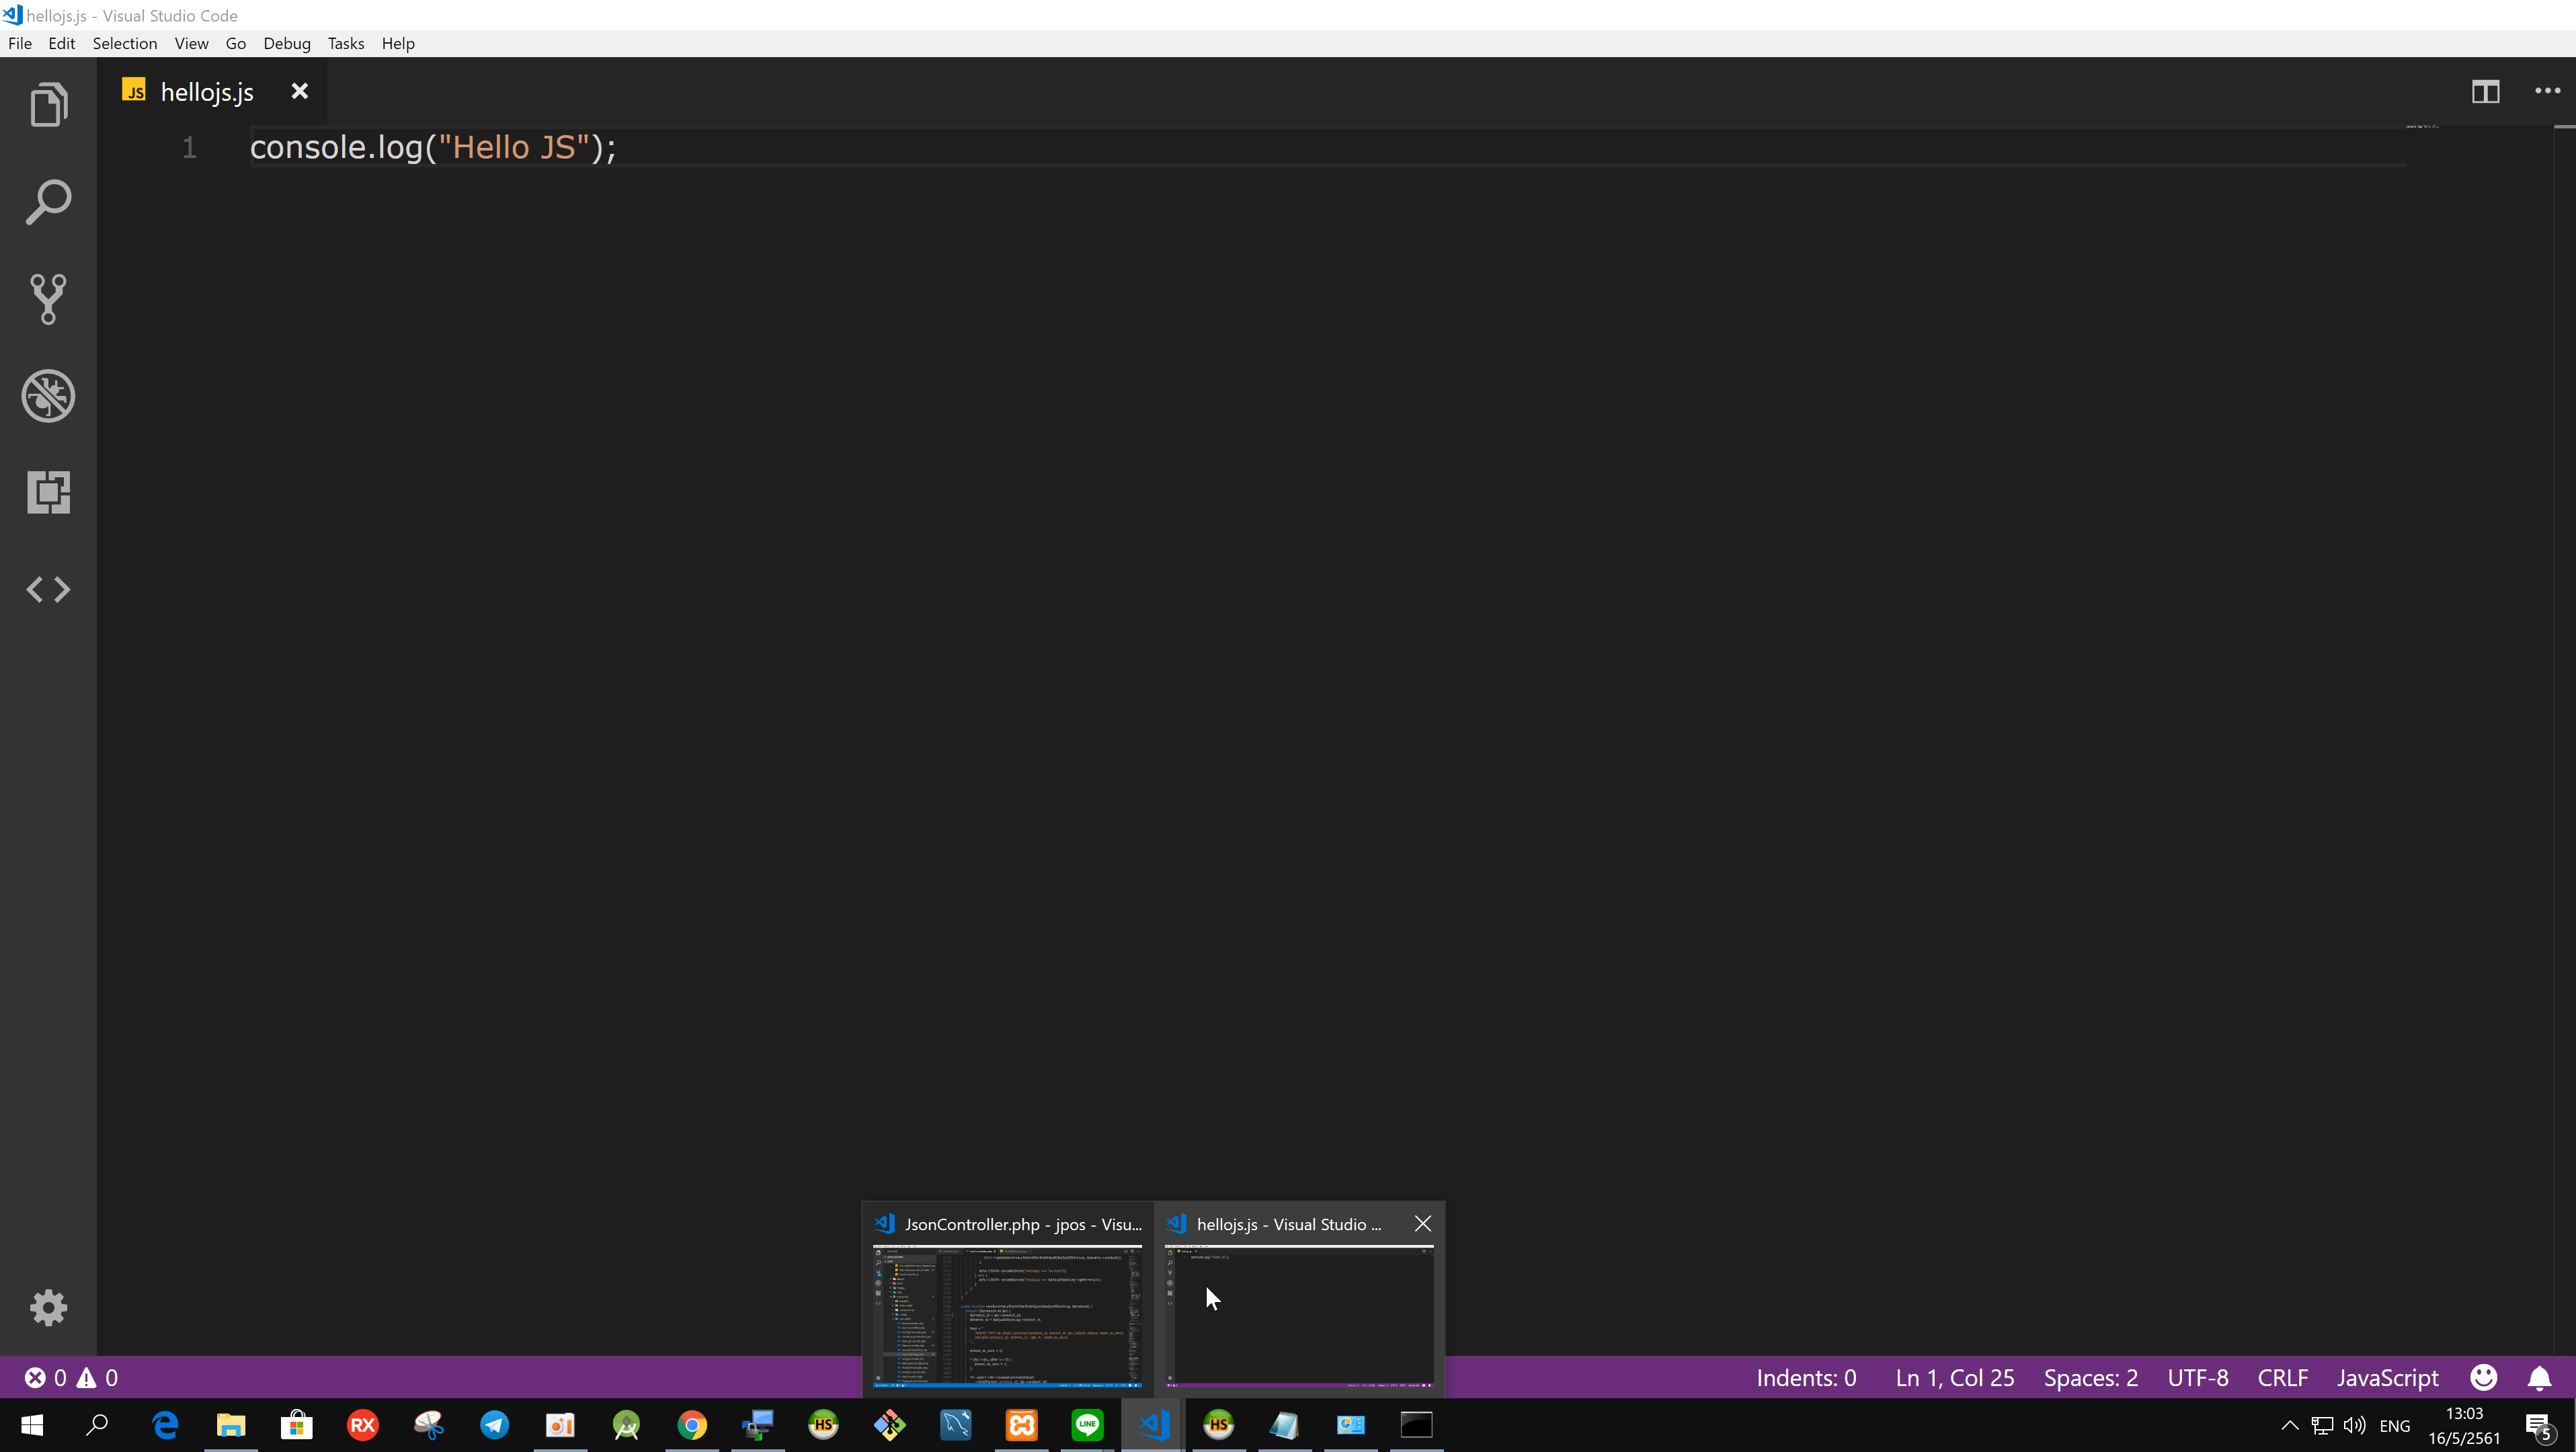 hellojs.js - Visual Studio Code
File Edit Selection View Go Debug Tasks Help
JS hellojs.js
1 console.log("Hello JS");
JsonController.php - jpos - Visu...
hellojs.js - Visual Studio ...
0 0
Indents: 0 Ln 1, Col 25 Spaces: 2 UTF-8 CRLF JavaScript
RX
HS
LINE
HS
ENG
13:03
16/5/2561
5